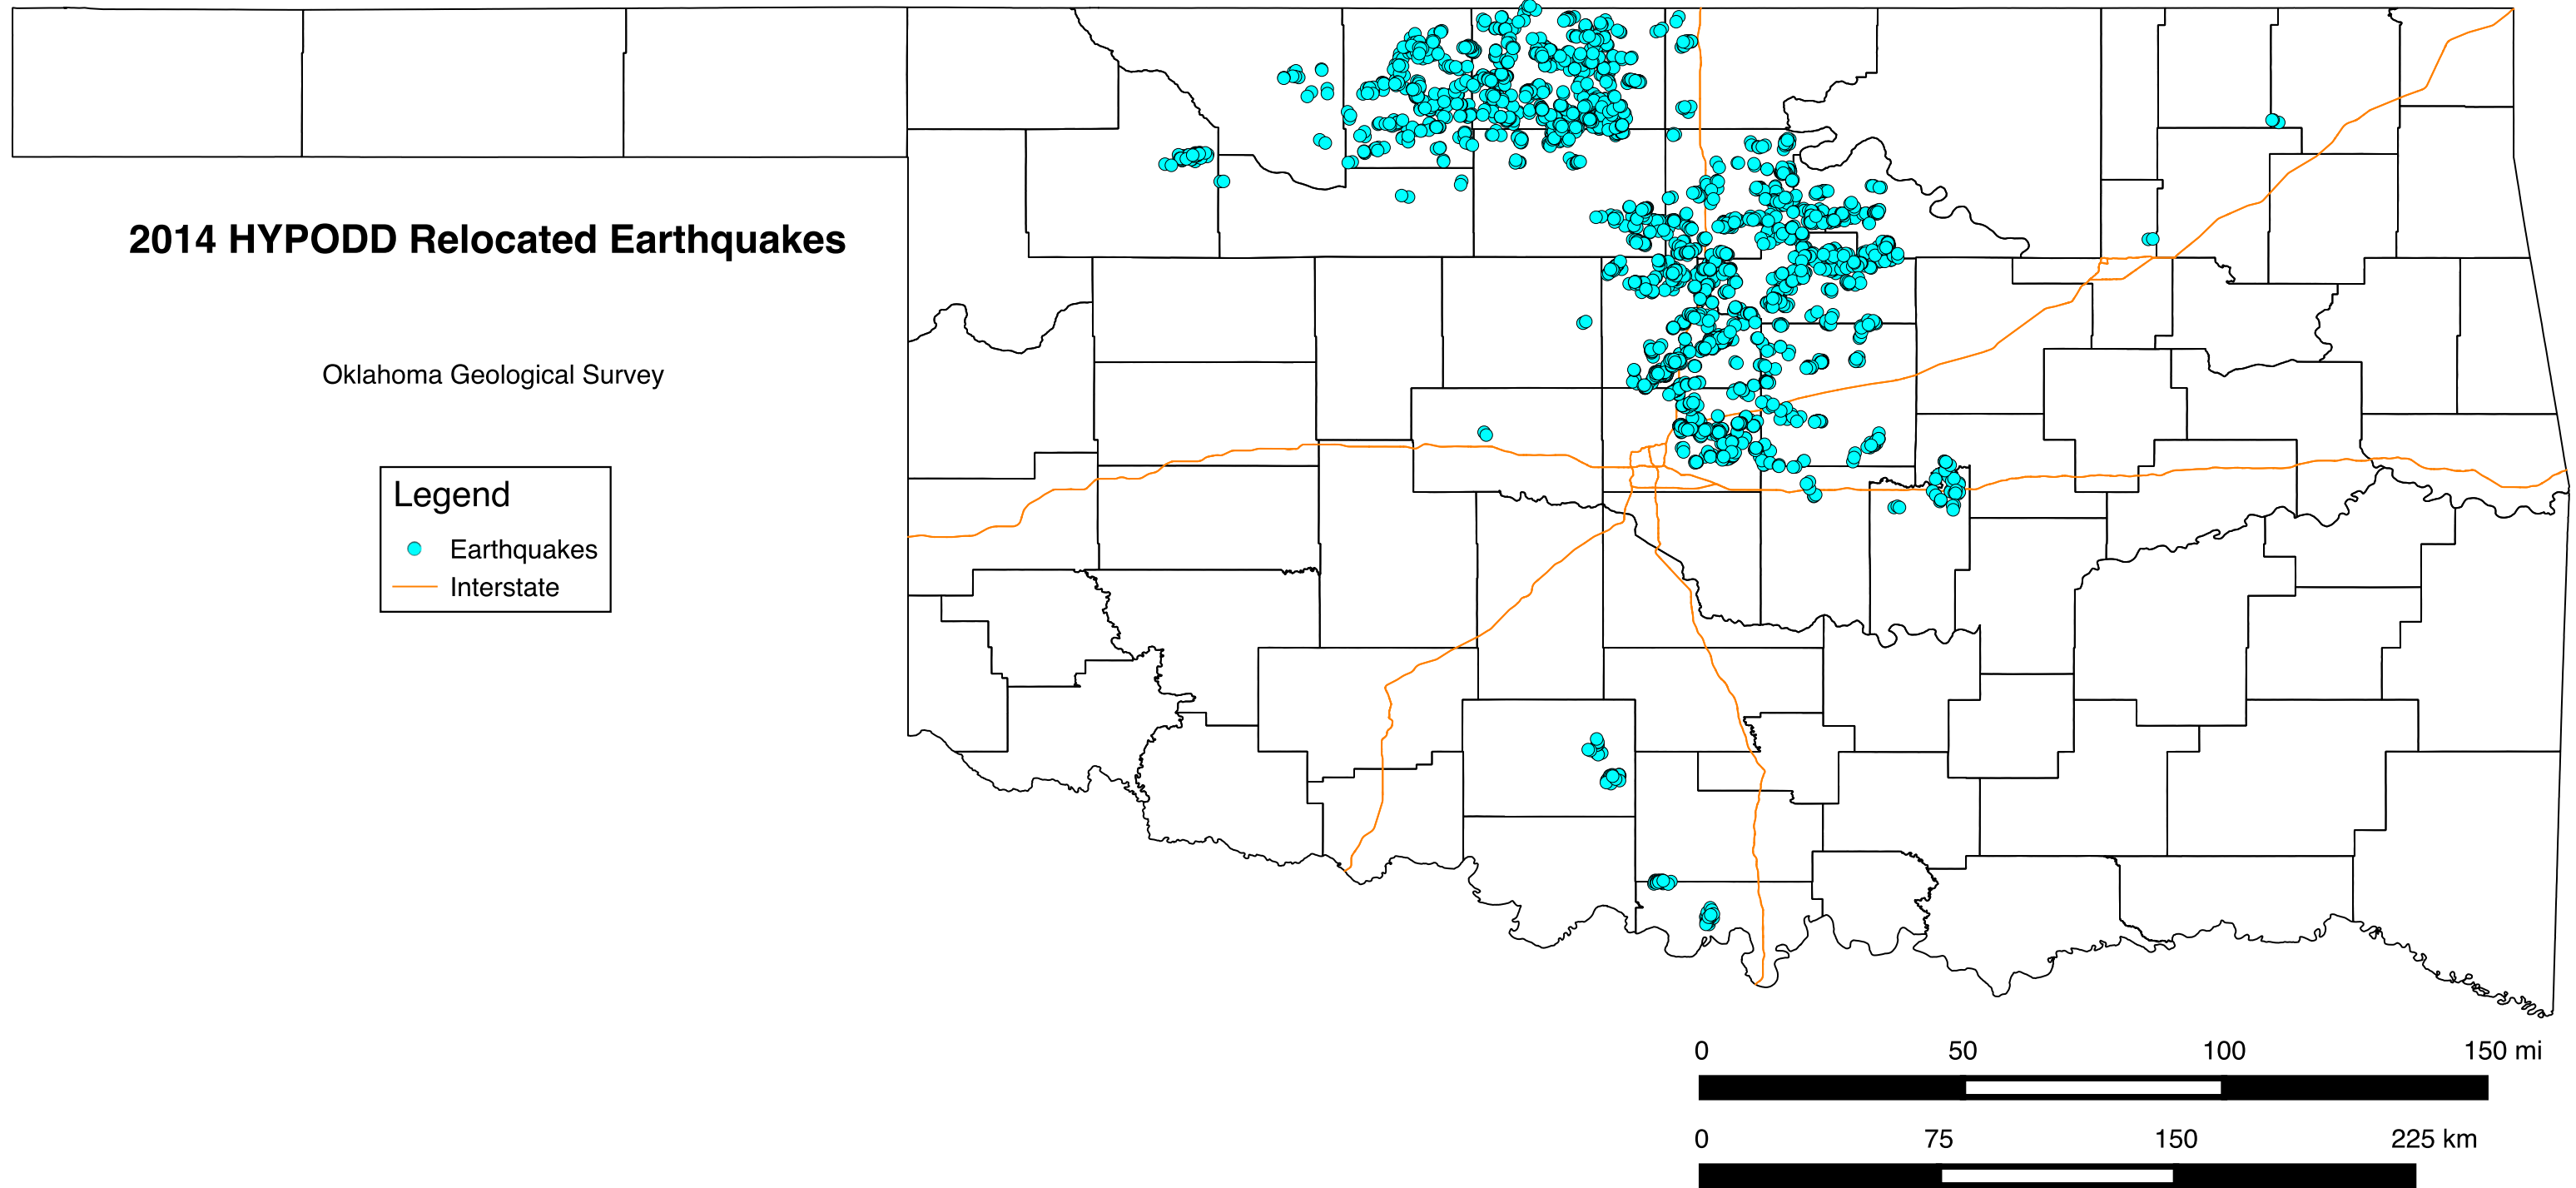 2014 HYPODD Relocated Earthquakes
Oklahoma Geological Survey
Legend
Earthquakes
Interstate
0 50 100 150 mi
0 75 150 225 km